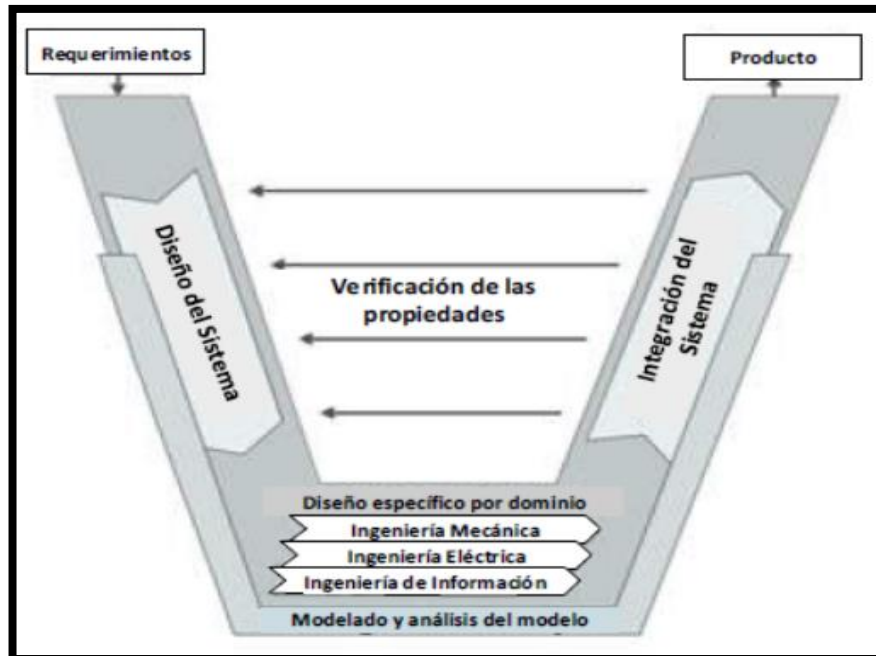 Requerimientos
Producto
Diseño del Sistema
Verificación de las
propiedades
Integración del
Sistema
Diseño específico por dominio
Ingeniería Mecánica
Ingeniería Eléctrica
Ingeniería de Información
Modelado y análisis del modelo